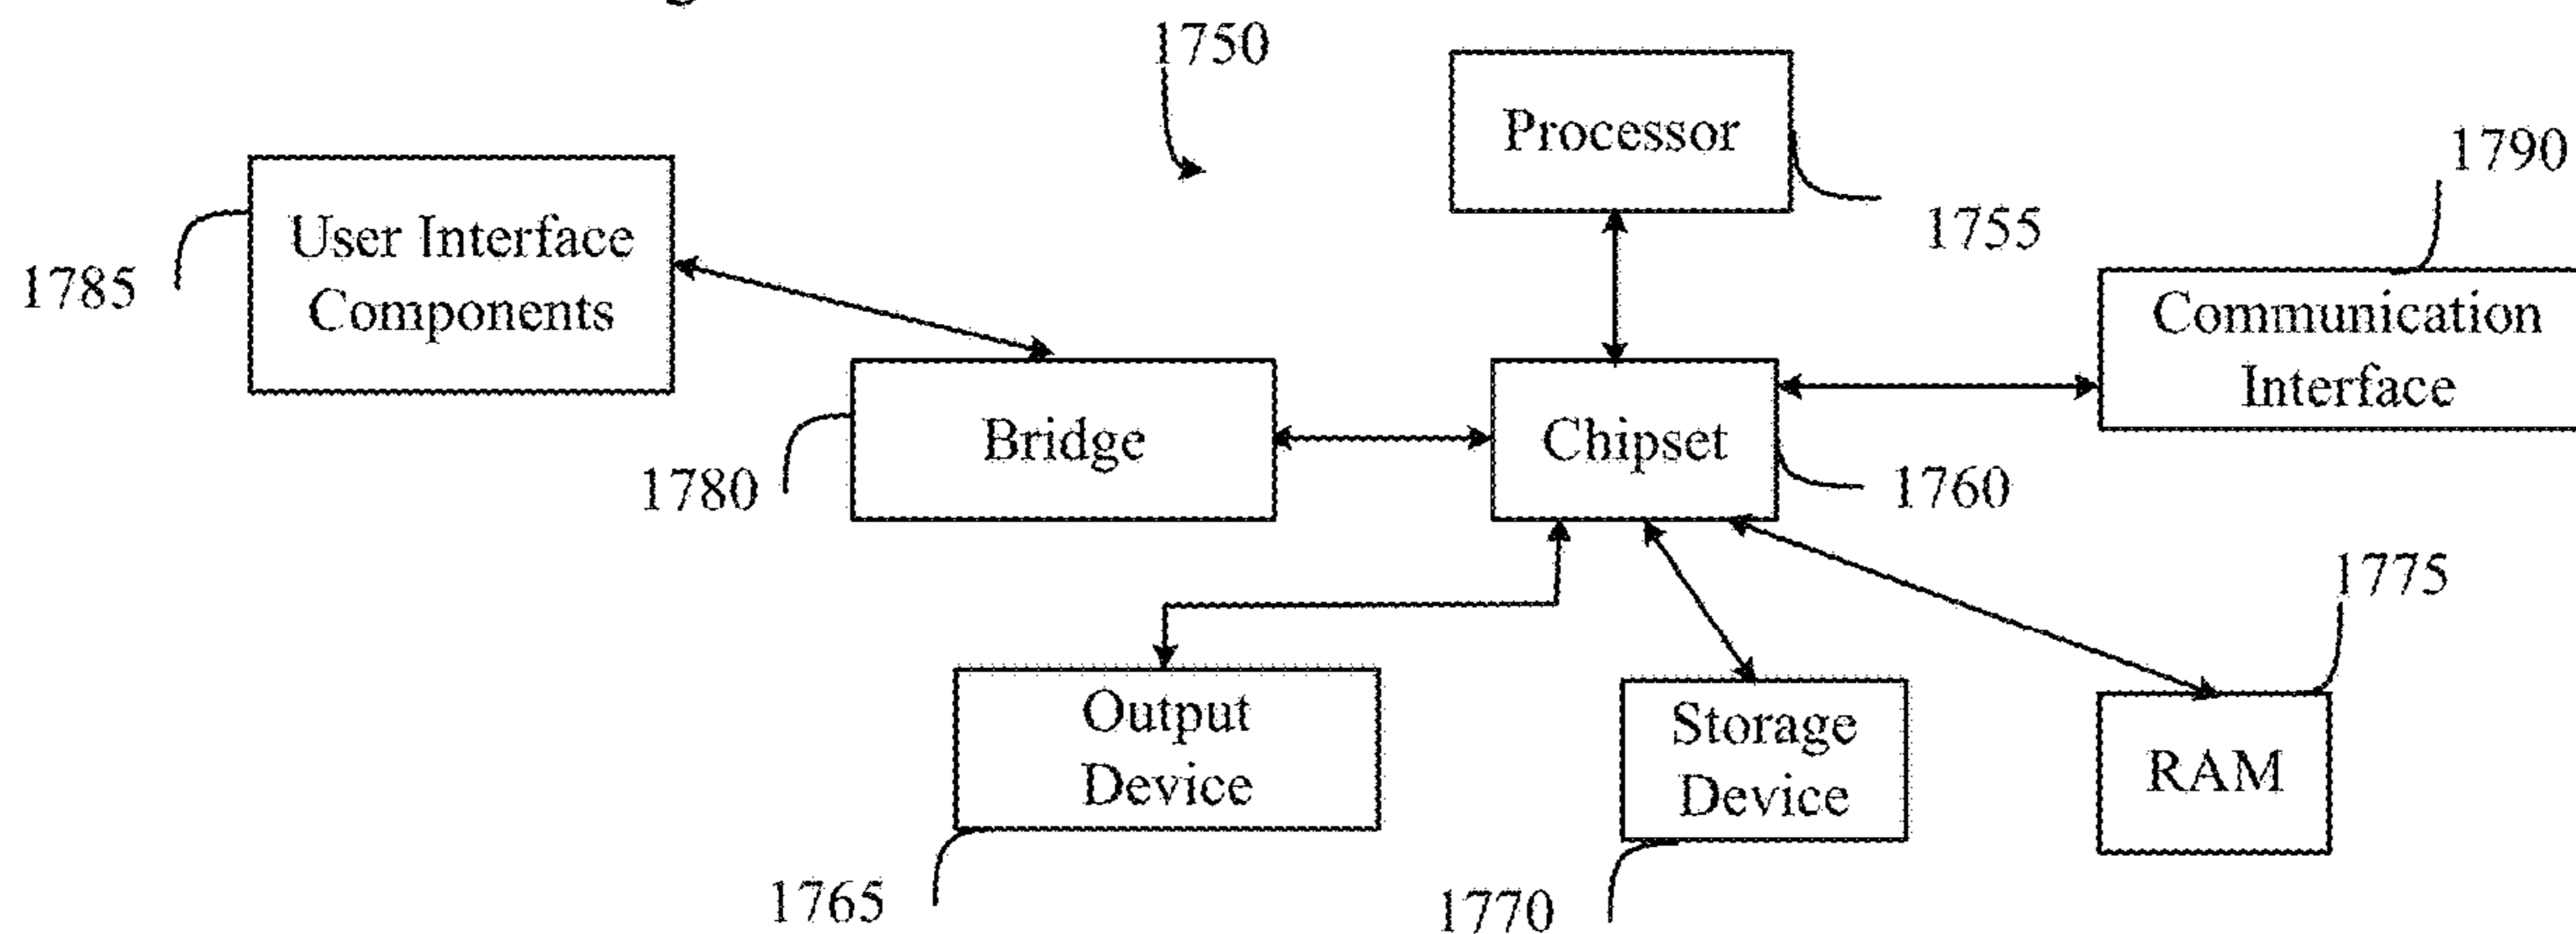 1750
Processor
1790
User Interface
Components
1755
1785
Communication
Interface
Bridge
Chipset
1780
1760
1775
Output
Device
Storage
Device
RAM
1765
1770